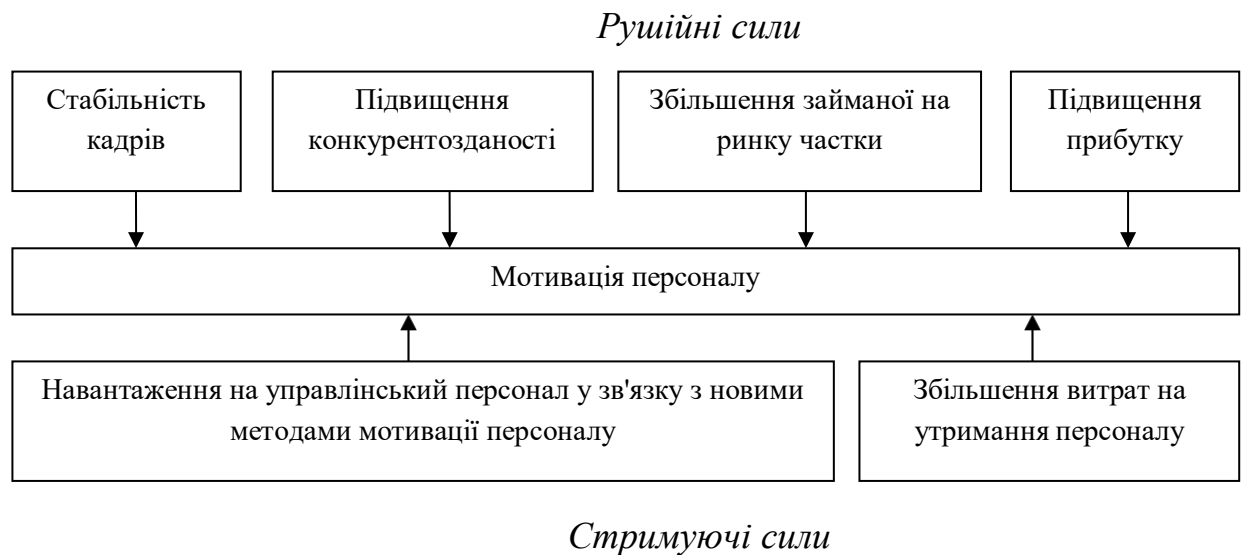 Рушійні сили
Стабільність
кадрів
Підвищення
конкурентозданості
Збільшення займаної на
ринку частки
Підвищення
прибутку
Мотивація персоналу
Навантаження на управлінський персонал у зв'язку з новими
методами мотивації персоналу
Збільшення витрат на
утримання персоналу
Стримуючі сили